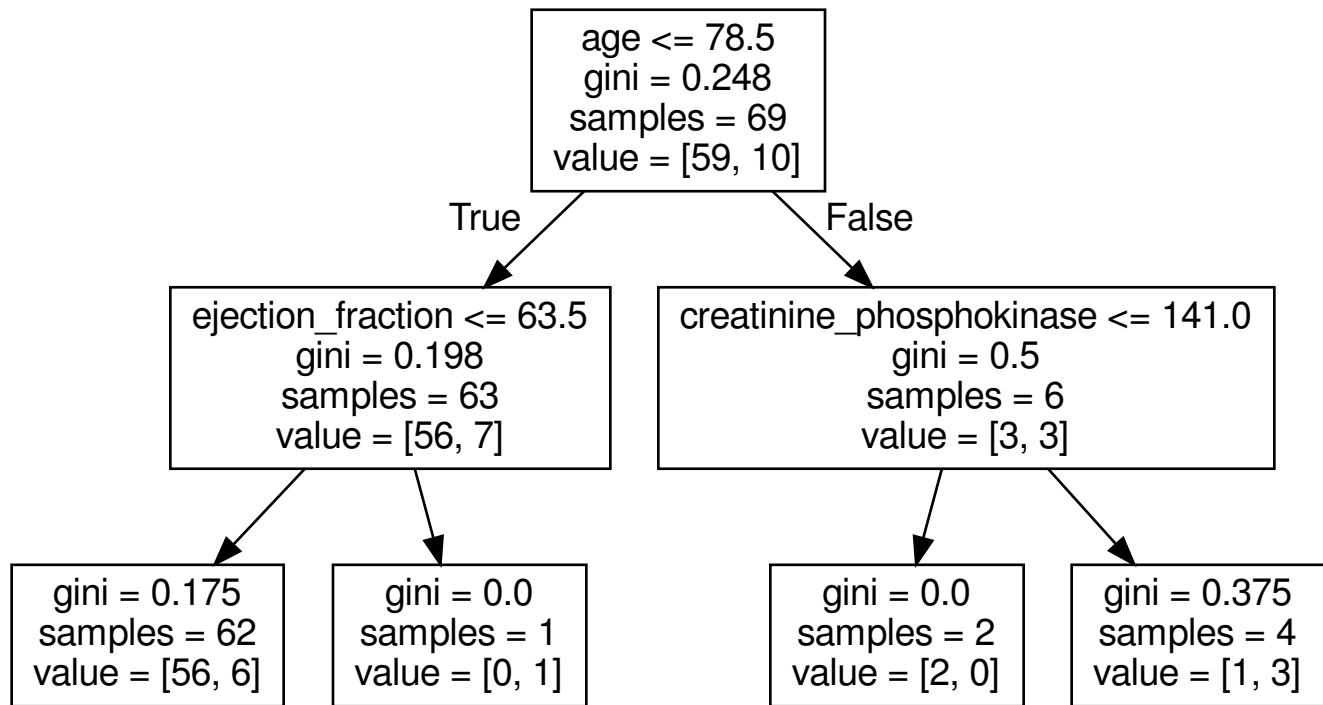 age <= 78.5
gini = 0.248
samples = 69
value = [59, 10]
True
False
ejection_fraction <= 63.5
gini = 0.198
samples = 63
value = [56, 7]
creatinine_phosphokinase <= 141.0
gini = 0.5
samples = 6
value = [3, 3]
gini = 0.175
samples = 62
value = [56, 6]
gini = 0.0
samples = 1
value = [0, 1]
gini = 0.0
samples = 2
value = [2, 0]
gini = 0.375
samples = 4
value = [1, 3]